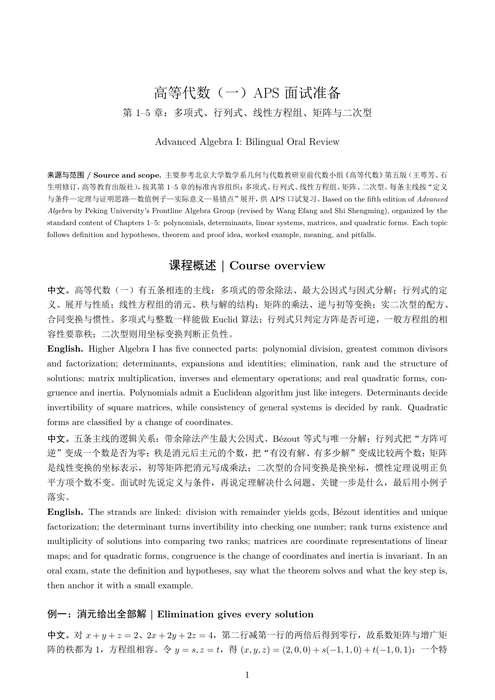 高等代数（一）APS 面试准备
第 1–5 章：多项式、行列式、线性方程组、矩阵与二次型
Advanced Algebra I: Bilingual Oral Review
来源与范围 / Source and scope. 主要参考北京大学数学系几何与代数教研室前代数小组《高等代数》第五版（王萼芳、石
生明修订，高等教育出版社），按其第 1–5 章的标准内容组织：多项式、行列式、线性方程组、矩阵、二次型。每条主线按“定义
与条件—定理与证明思路—数值例子—实际意义—易错点”展开，供 APS 口试复习。Based on the fifth edition of Advanced
Algebra by Peking University's Frontline Algebra Group (revised by Wang Efang and Shi Shengming), organized by the
standard content of Chapters 1–5: polynomials, determinants, linear systems, matrices, and quadratic forms. Each topic
follows definition and hypotheses, theorem and proof idea, worked example, meaning, and pitfalls.
课程概述 | Course overview
中文。高等代数（一）有五条相连的主线：多项式的带余除法、最大公因式与因式分解；行列式的定
义、展开与性质；线性方程组的消元、秩与解的结构；矩阵的乘法、逆与初等变换；实二次型的配方、
合同变换与惯性。多项式与整数一样能做 Euclid 算法；行列式只判定方阵是否可逆，一般方程组的相
容性要靠秩；二次型则用坐标变换判断正负性。
English. Higher Algebra I has five connected parts: polynomial division, greatest common divisors
and factorization; determinants, expansions and identities; elimination, rank and the structure of
solutions; matrix multiplication, inverses and elementary operations; and real quadratic forms, con-
gruence and inertia. Polynomials admit a Euclidean algorithm just like integers. Determinants decide
invertibility of square matrices, while consistency of general systems is decided by rank. Quadratic
forms are classified by a change of coordinates.
中文。五条主线的逻辑关系：带余除法产生最大公因式、Bézout 等式与唯一分解；行列式把“方阵可
逆”变成一个数是否为零；秩是消元后主元的个数，把“有没有解、有多少解”变成比较两个数；矩阵
是线性变换的坐标表示，初等矩阵把消元写成乘法；二次型的合同变换是换坐标，惯性定理说明正负
平方项个数不变。面试时先说定义与条件，再说定理解决什么问题、关键一步是什么，最后用小例子
落实。
English. The strands are linked: division with remainder yields gcds, Bézout identities and unique
factorization; the determinant turns invertibility into checking one number; rank turns existence and
multiplicity of solutions into comparing two ranks; matrices are coordinate representations of linear
maps; and for quadratic forms, congruence is the change of coordinates and inertia is invariant. In an
oral exam, state the definition and hypotheses, say what the theorem solves and what the key step is,
then anchor it with a small example.
例一：消元给出全部解 | Elimination gives every solution
中文。对 x + y + z = 2、2x + 2y + 2z = 4，第二行减第一行的两倍后得到零行，故系数矩阵与增广矩
阵的秩都为 1，方程组相容。令 y = s, z = t，得 (x, y, z) = (2, 0, 0) + s(−1, 1, 0) + t(−1, 0, 1)：一个特
1